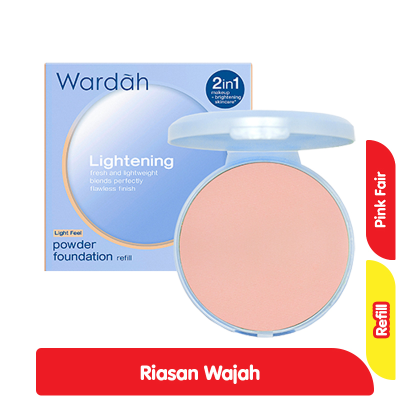 Wardah
2in1
makeup
+ brightening
skincare*
Lightening
fresh and lightweight
blends perfectly
flawless finish
Light Feel
powder
foundation refill
Pink Fair
Refill
Riasan Wajah